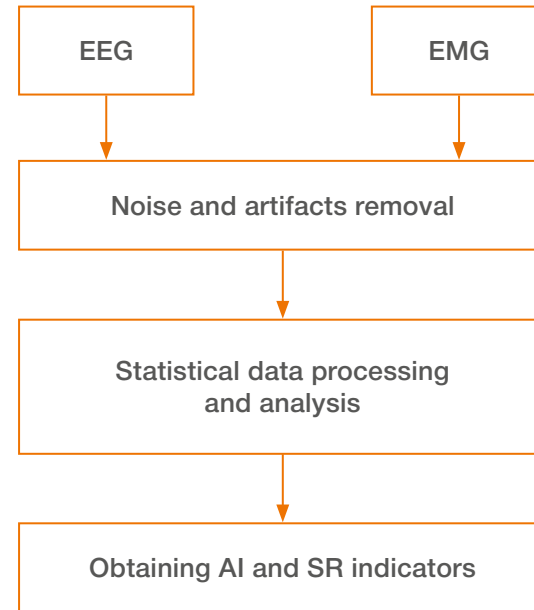 EEG
EMG
Noise and artifacts removal
Statistical data processing
and analysis
Obtaining AI and SR indicators